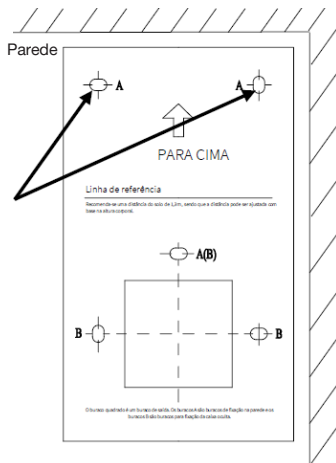 Parede
A A
PARA CIMA
Linha de referência
Recomenda-se uma distância do solo de 1,1m, sendo que a distância pode ser ajustada com
base na altura corporal.
A(B)
B B
O buraco quadrado é um buraco de saída. Os buracos A são buracos de fixação na parede e os
buracos B são buracos para fixação da caixa oculta.